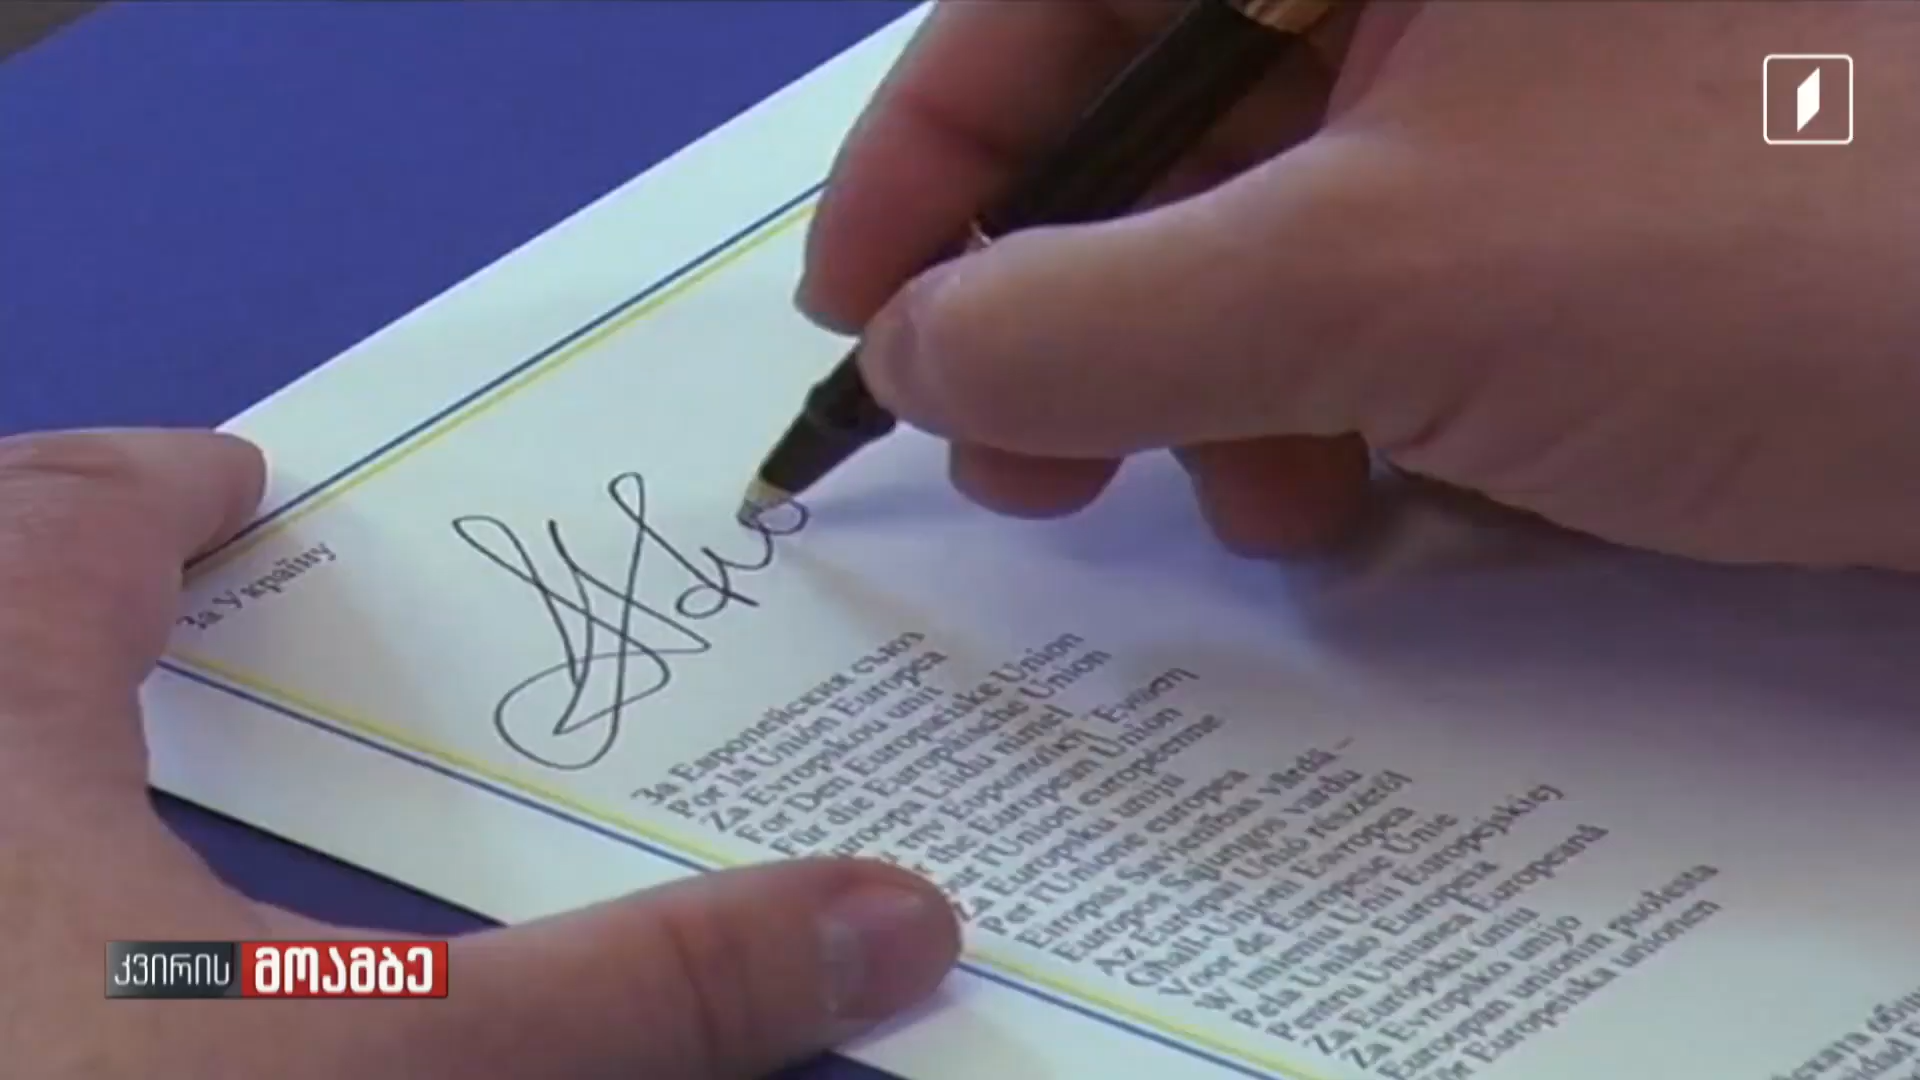 За Україну
За Европейския съюз
Por la Unión Europea
Za Evropskou unii
For Den Europæiske Union
Für die Europäische Union
Euroopa Liidu nimel
Για την Ευρωπαϊκή Ένωση
For the European Union
Pour l'Union européenne
Za Europsku uniju
Per l'Unione europea
Eiropas Savienības vārdā –
Europos Sąjungos vardu
Az Európai Unió részéről
Għall-Unjoni Ewropea
Voor de Europese Unie
W imieniu Unii Europejskiej
Pela União Europeia
Pentru Uniunea Europeană
Za Európsku úniu
Za Evropsko unijo
Euroopan unionin puolesta
För Europeiska unionen
კვირის მოამბე